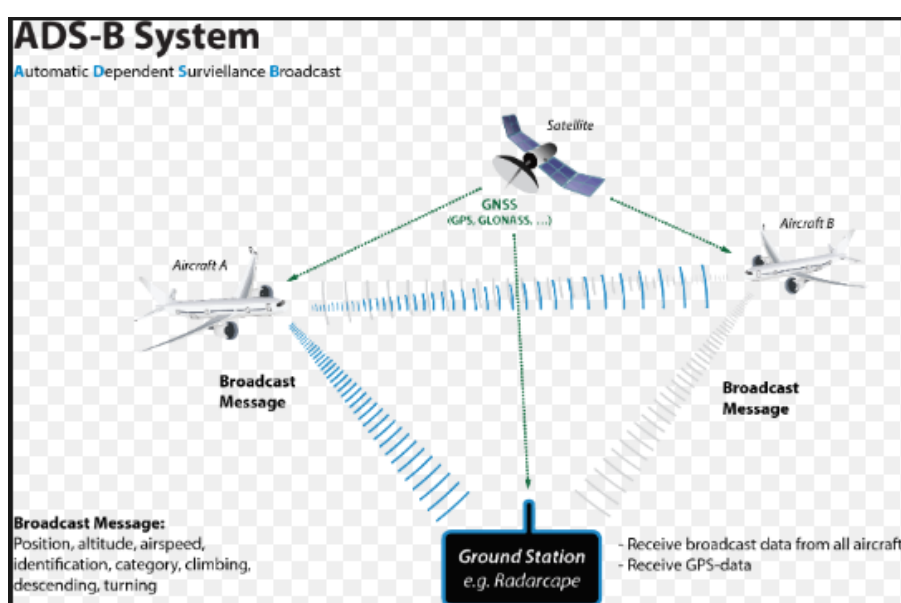 ADS-B System
Automatic Dependent Surviellance Broadcast
Satellite
GNSS
(GPS, GLONASS, ...)
Aircraft B
Aircraft A
Broadcast
Message
Broadcast
Message
Broadcast Message:
Position, altitude, airspeed,
identification, category, climbing,
descending, turning
Ground Station
e.g. Radarcape
- Receive broadcast data from all aircraft
- Receive GPS-data